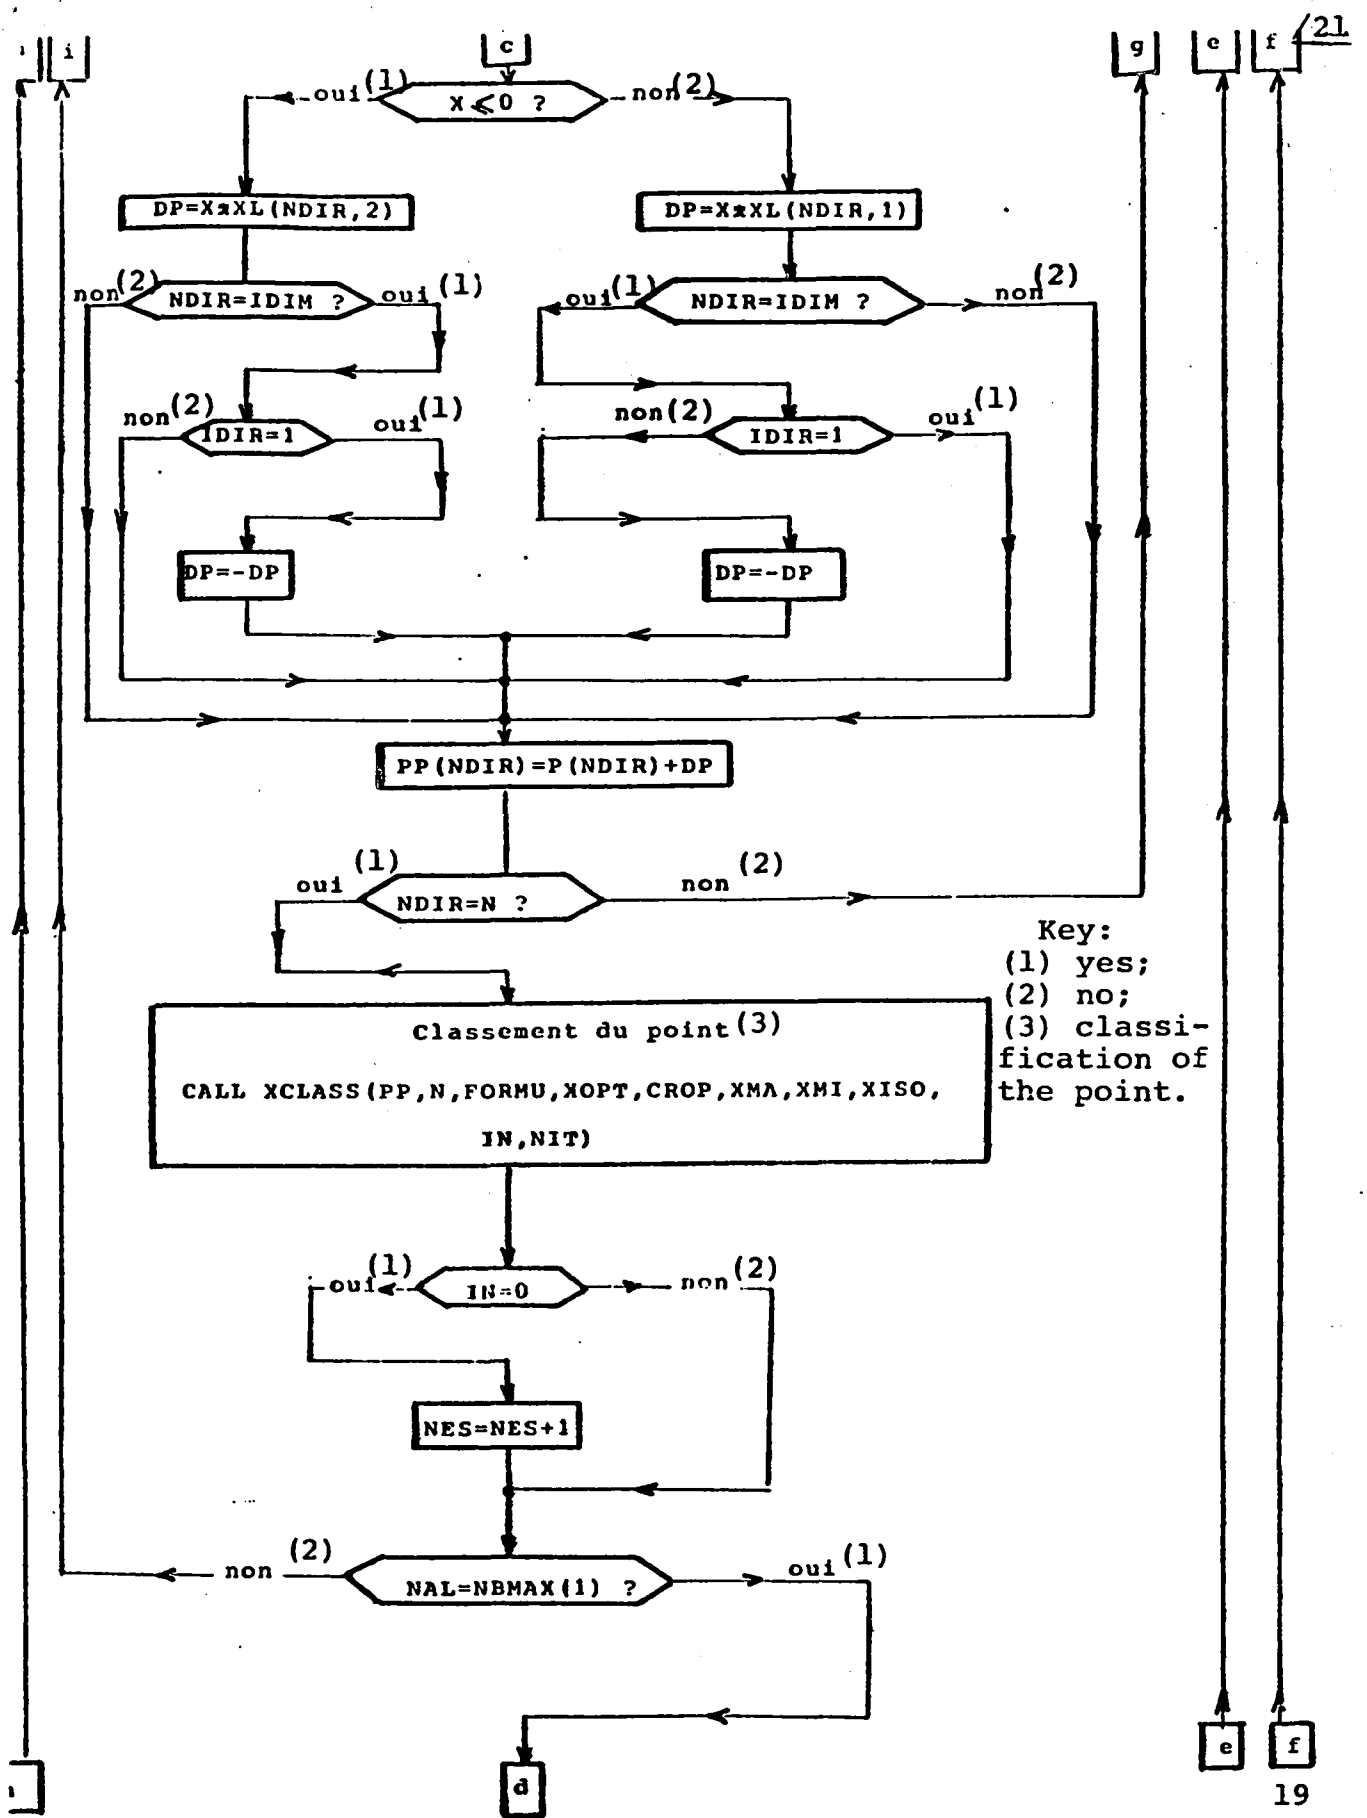 i
c
g
e
f
/21
oui (1)
X ⩽ 0 ?
non (2)
DP=X*XL(NDIR,2)
DP=X*XL(NDIR,1)
non (2)
NDIR=IDIM ?
oui (1)
oui (1)
NDIR=IDIM ?
non (2)
non (2)
IDIR=1
oui (1)
non (2)
IDIR=1
oui (1)
DP=-DP
DP=-DP
PP(NDIR)=P(NDIR)+DP
oui (1)
NDIR=N ?
non (2)
Key:
(1) yes;
(2) no;
(3) classi-
fication of
the point.
Classement du point (3)
CALL XCLASS(PP,N,FORMU,XOPT,CROP,XMA,XMI,XISO,
IN,NIT)
oui (1)
IN=0
non (2)
NES=NES+1
non (2)
NAL=NBMAX(1) ?
oui (1)
d
e
f
19